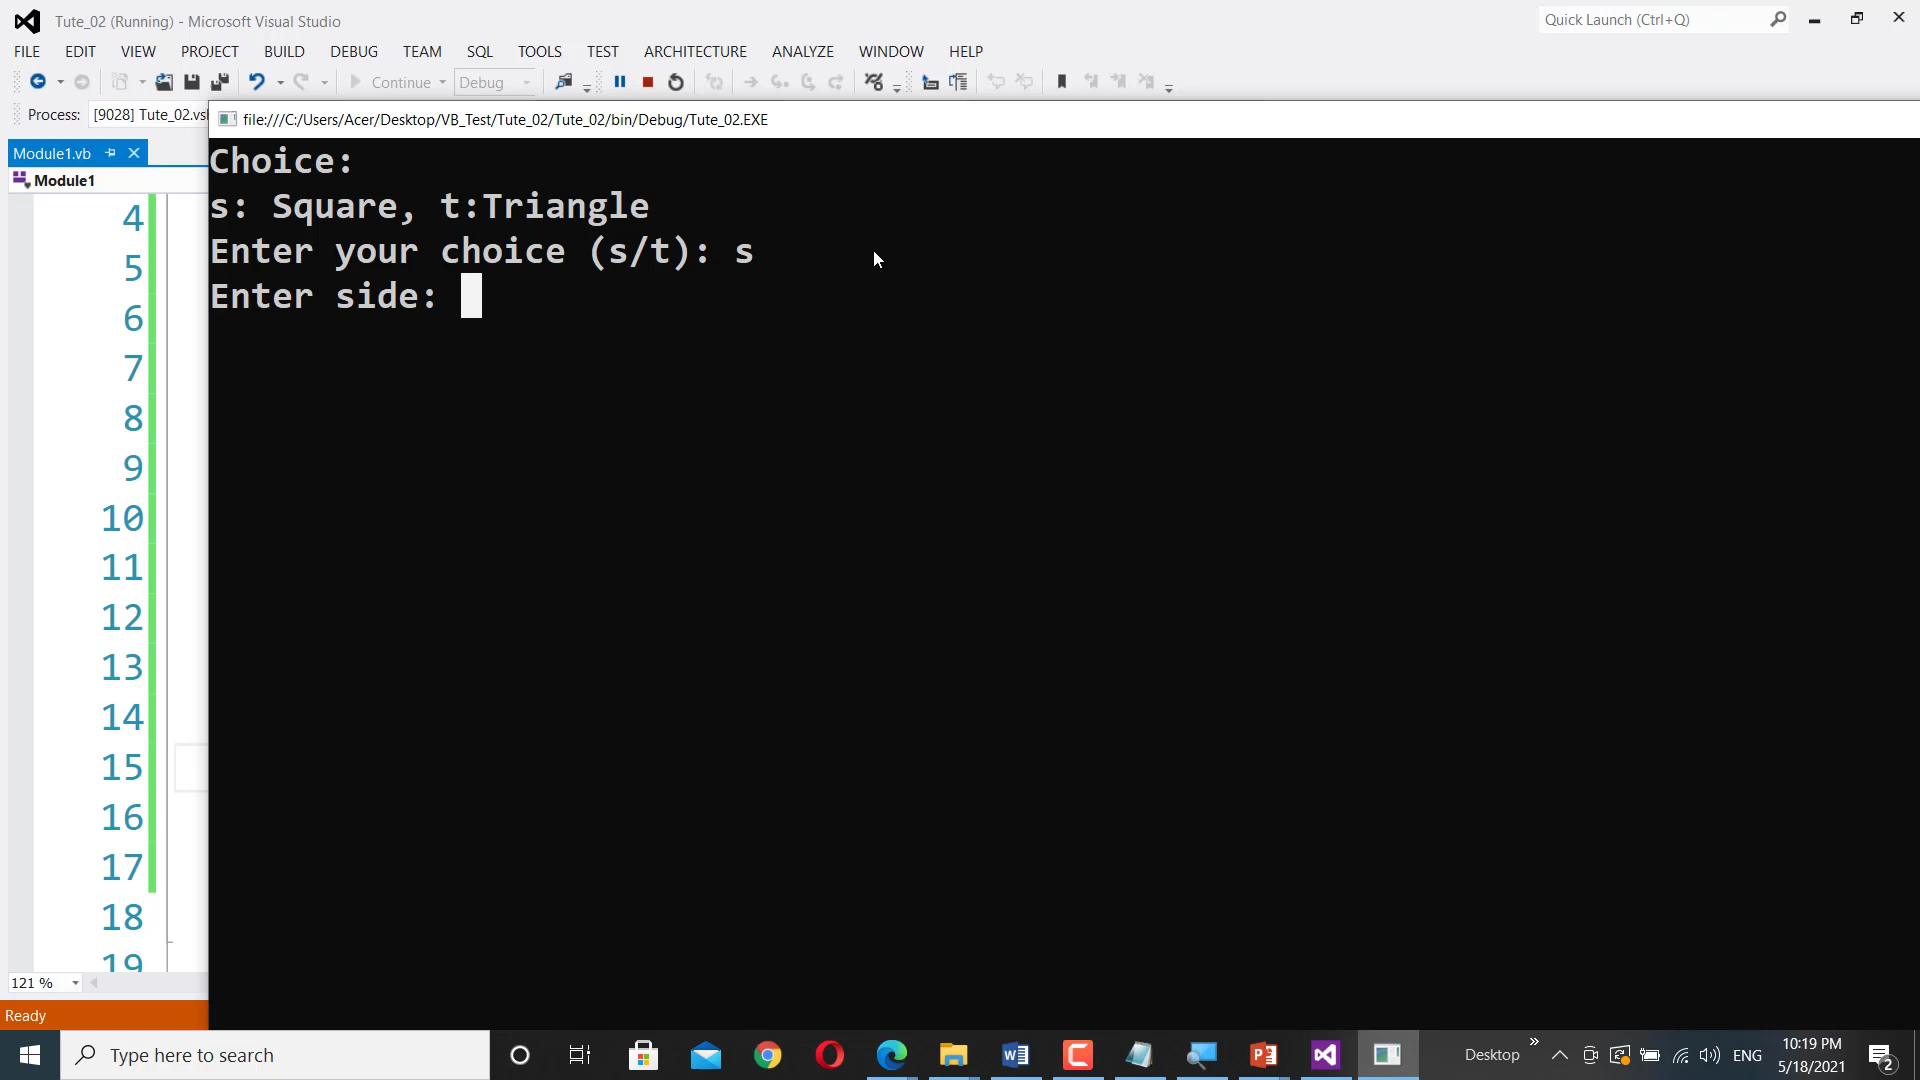 Tute_02 (Running) - Microsoft Visual Studio
Quick Launch (Ctrl+Q)
FILE EDIT VIEW PROJECT BUILD DEBUG TEAM SQL TOOLS TEST ARCHITECTURE ANALYZE WINDOW HELP
Continue Debug
Process: [9028] Tute_02.vsh
file:///C:/Users/Acer/Desktop/VB_Test/Tute_02/Tute_02/bin/Debug/Tute_02.EXE
Module1.vb
Module1
Choice:
s: Square, t:Triangle
Enter your choice (s/t): s
Enter side:
4
5
6
7
8
9
10
11
12
13
14
15
16
17
18
19
121 %
Ready
Type here to search
Desktop
ENG
10:19 PM
5/18/2021
2